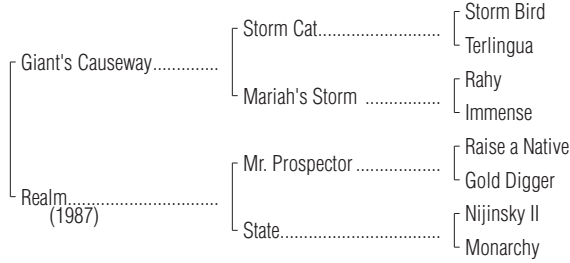 Storm Bird
Storm Cat..............................
Terlingua
Giant's Causeway..............
Rahy
Mariah's Storm .................
Immense
Raise a Native
Mr. Prospector ..................
Gold Digger
Realm................................
(1987)
Nijinsky II
State...................................
Monarchy